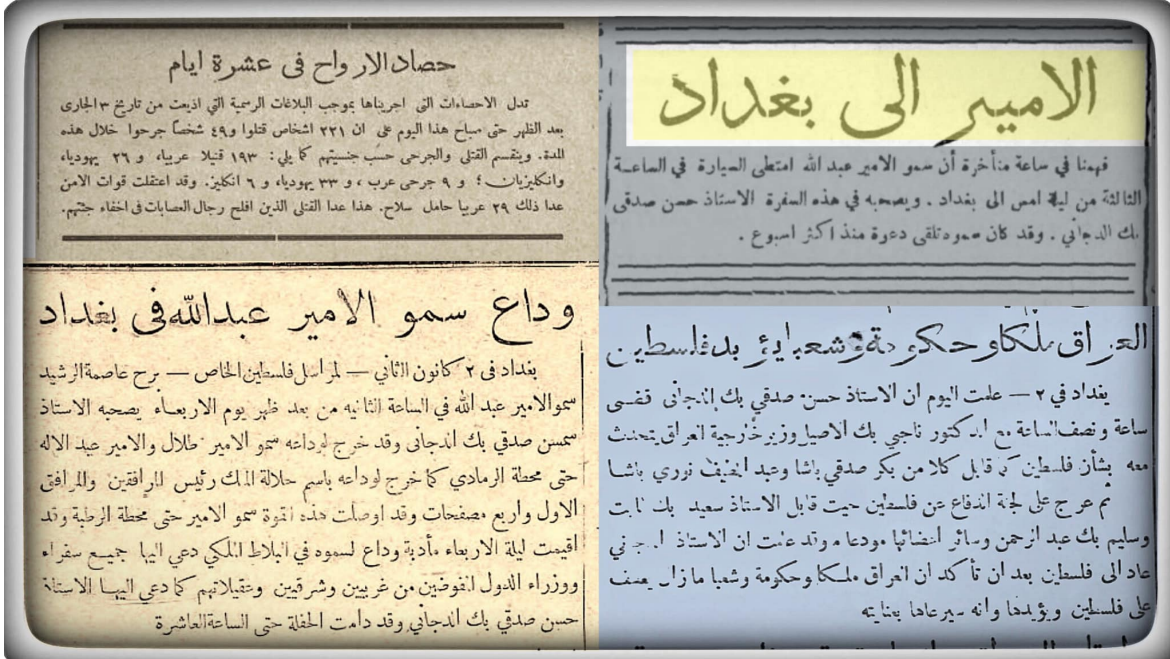 الامير الى بغداد
فهمنا في ساعة متأخرة أن سمو الامير عبد الله امتطى السيارة في الساعة
الثالثة من ليلة امس الى بغداد . ويصحبه في هذه السفرة الاستاذ حسن صدقي
بك الدجاني . وقد كان سموه تلقى دعوة منذ اكثر اسبوع .
حصاد الارواح فى عشرة ايام
تدل الاحصاءات التى اجريناها بموجب البلاغات الرسمية التي اذيعت من تاريخ ٣ الجارى
بعد الظهر حتى صباح هذا اليوم على ان ٢٢١ اشخاص قتلوا و٤٩ شخصاً جرحوا خلال هذه
المدة. وينقسم القتلى والجرحى حسب جنسيتهم كما يلي: ١٩٣ قتيلا عربيا، و ٢٦ يهوديا،
وانكليزيان؛ و ٩ جرحى عرب، و ٣٣ يهوديا، و ٦ انكليز. وقد اعتقلت قوات الامن
عدا ذلك ٢٩ عربيا حامل سلاح. هذا عدا القتلى الذين افلح رجال العصابات فى اخفاء جثثهم.
العراق ملكا وحكومة وشعبا يؤيد فلسطين
بغداد في ٢ — علمت اليوم ان الاستاذ حسن صدقي بك الدجانى قضى
ساعة ونصف الساعة مع الدكتور ناجي بك الاصيل وزير خارجية العراق يتحدث
معه بشأن فلسطين كما قابل كلا من بكر صدقي باشا وعبد اللطيف نوري باشا
ثم عرج على لجنة الدفاع عن فلسطين حيث قابل الاستاذ سعيد بك ثابت
وسليم بك عبد الرحمن وسائر اعضائها مودعا وقد علمت ان الاستاذ الدجاني
عاد الى فلسطين بعد ان تأكد ان العراق ملكا وحكومة وشعبا ما زال يعطف
على فلسطين ويؤيدها وانه سيرعاها بعنايته
وداع سمو الامير عبدالله فى بغداد
بغداد فى ٢ كانون الثاني — لمراسل فلسطين الخاص — برح عاصمة الرشيد
سمو الامير عبد الله في الساعة الثانيه من بعد ظهر يوم الاربعاء يصحبه الاستاذ
حسن صدقي بك الدجانى وقد خرج لوداعه سمو الامير طلال والامير عبد الاله
حتى محطة الرمادي كما خرج لوداعه باسم جلالة الملك رئيس المرافقين والمرافق
الاول واربع مصفحات وقد اوصلت هذه القوة سمو الامير حتى محطة الرطبة وقد
اقيمت ليلة الاربعاء مأدبة وداع لسموه في البلاط الملكي دعي اليها جميع سفراء
ووزراء الدول المفوضين من غربيين وشرقيين وعقيلاتهم كما دعي اليها الاستاذ
حسن صدقي بك الدجاني وقد دامت الحفلة حتى الساعة العاشرة